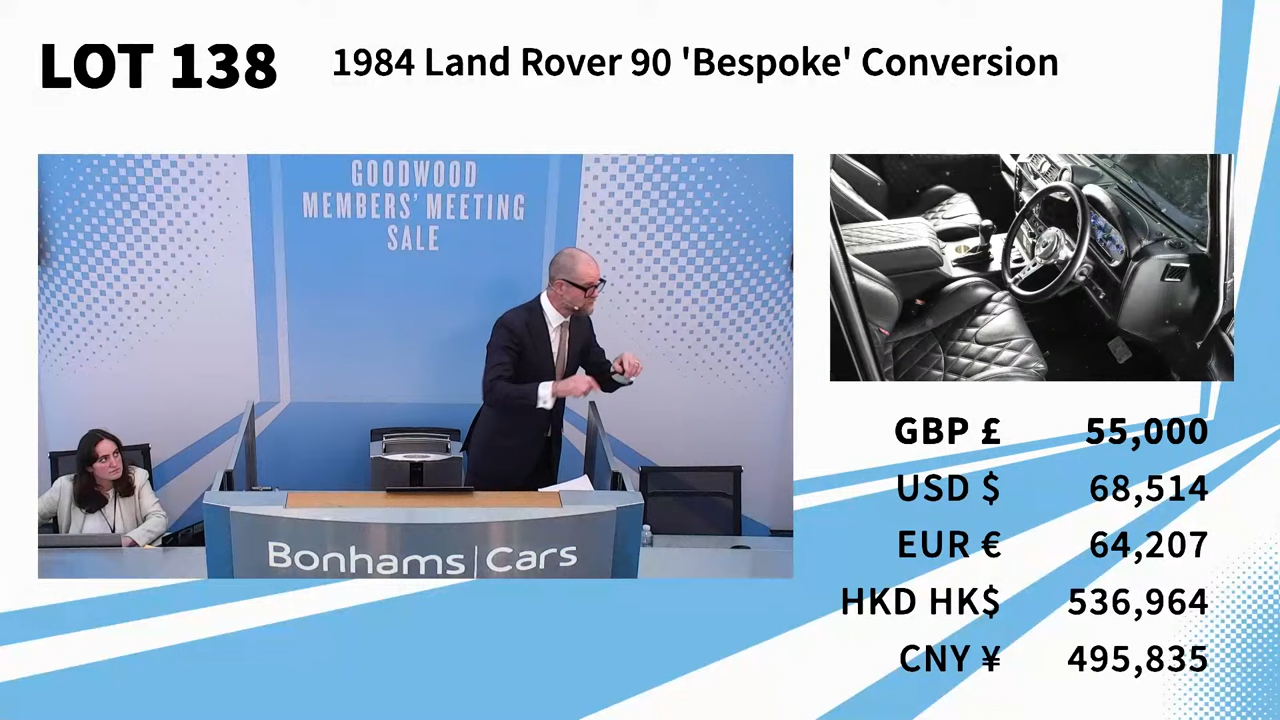 LOT 138
1984 Land Rover 90 'Bespoke' Conversion
GOODWOOD
MEMBERS' MEETING
SALE
Bonhams|Cars
GBP £ 55,000
USD $ 68,514
EUR € 64,207
HKD HK$ 536,964
CNY ¥ 495,835